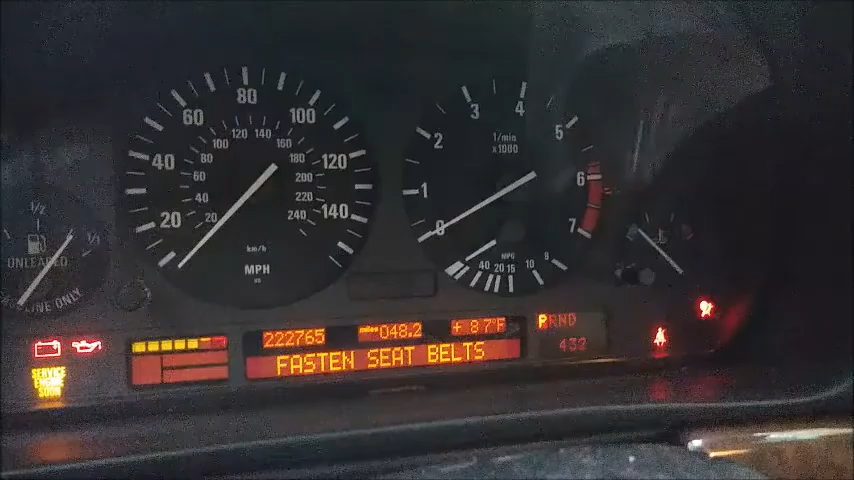 80
60 100
120 140
100 160
80 180
40 120
60 200
40 220
20 240
20 140
km/h
MPH
3 4
2 5
1/min
x1000
1 6
0 7
MPG
40 20 15 10 8
1/2
1/1
UNLEADED
LINE ONLY
222765 miles 048.2 + 87°F
FASTEN SEAT BELTS
PRND
432
SERVICE
ENGINE
SOON